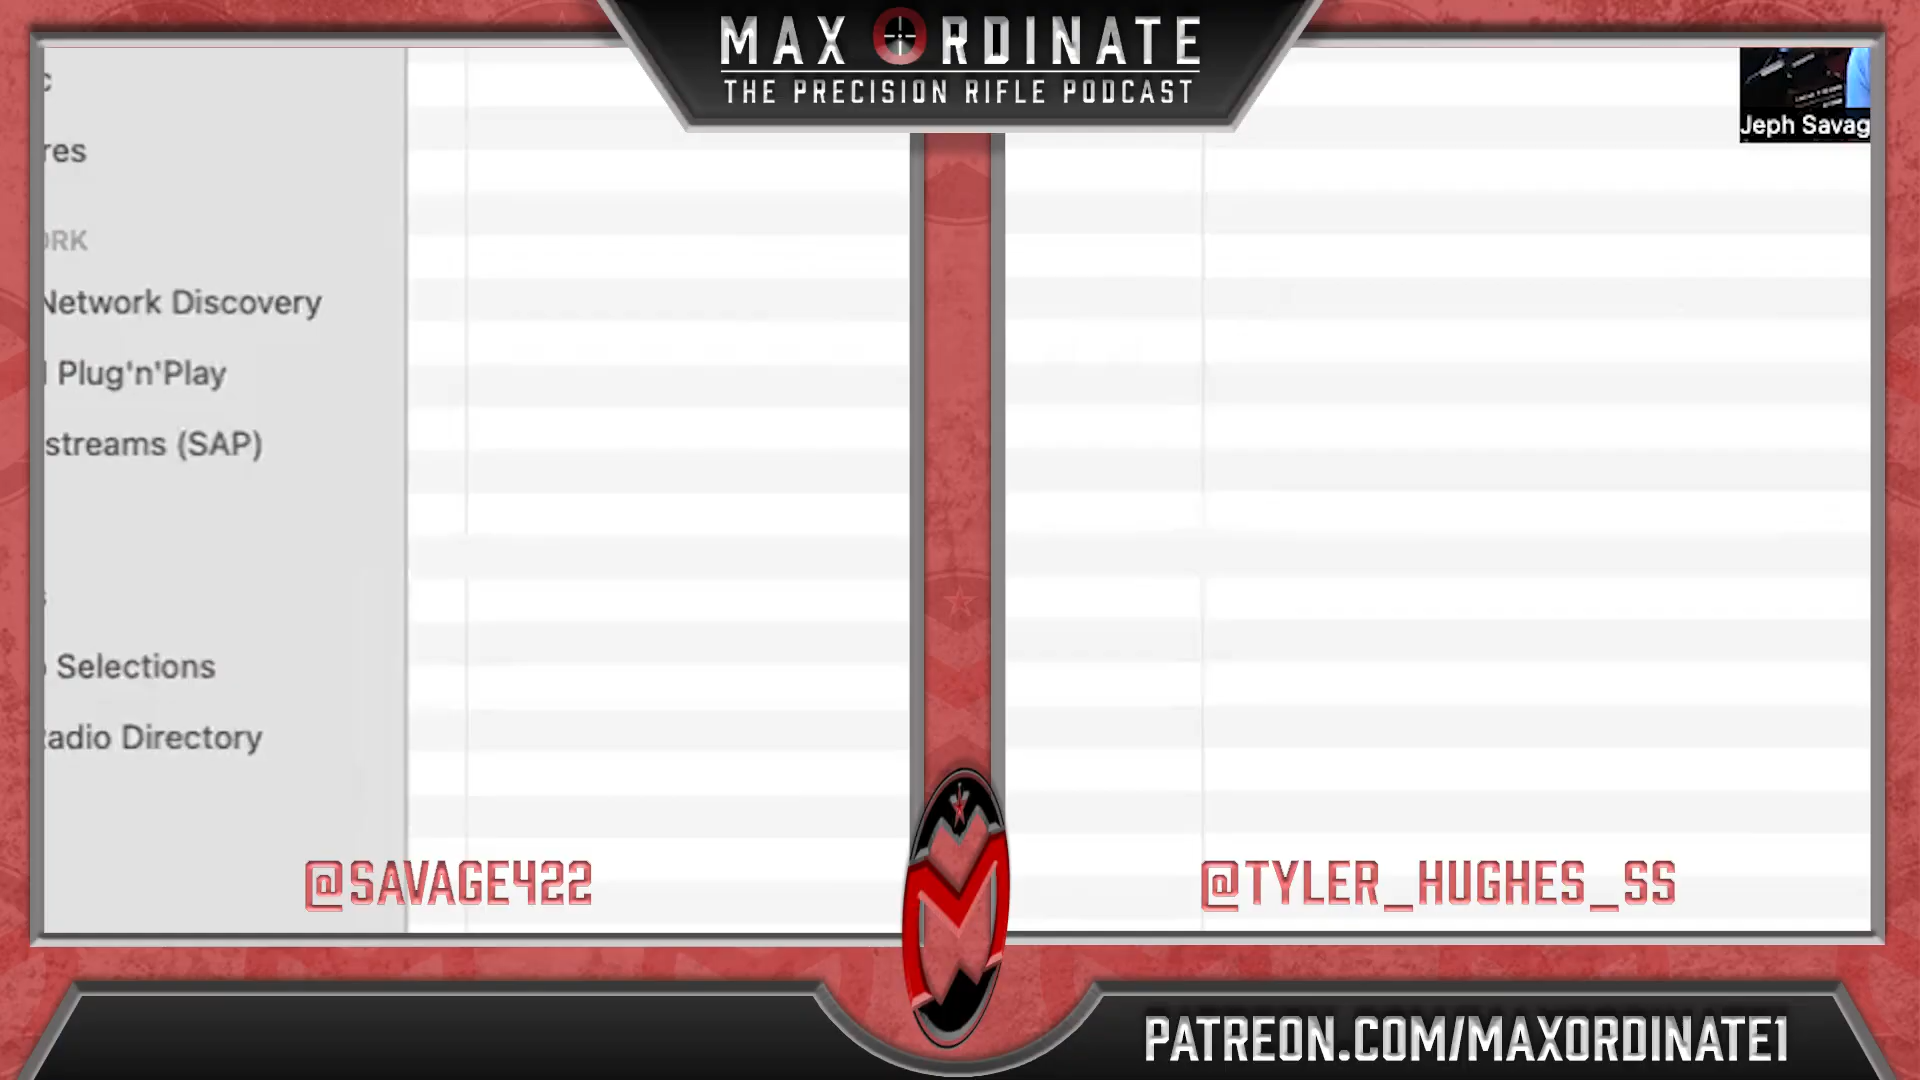 MAX ORDINATE
THE PRECISION RIFLE PODCAST
Jeph Savag
res
ORK
Network Discovery
Plug'n'Play
streams (SAP)
Selections
adio Directory
@SAVAGE422
@TYLER_HUGHES_SS
PATREON.COM/MAXORDINATE1